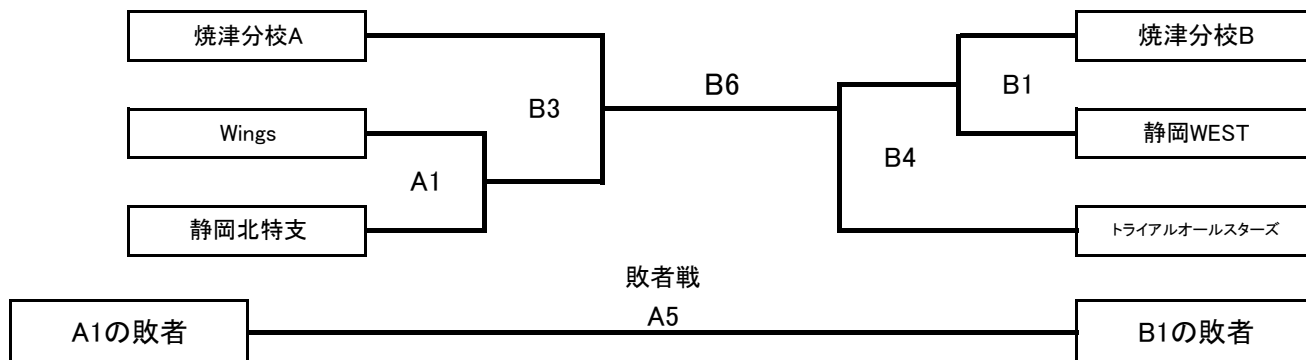 焼津分校A
焼津分校B
B6
B1
B3
Wings
静岡WEST
B4
A1
静岡北特支
トライアルオールスターズ
敗者戦
A5
A1の敗者
B1の敗者